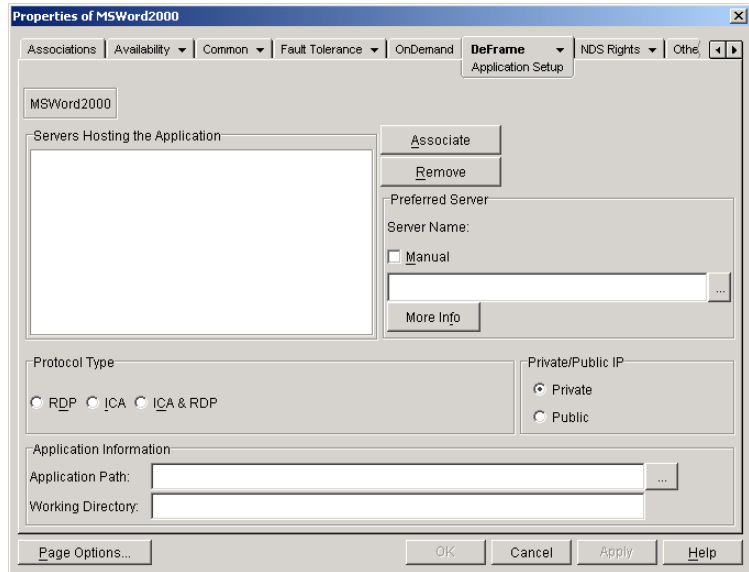 Properties of MSWord2000
Associations Availability Common Fault Tolerance OnDemand DeFrame NDS Rights Othe
Application Setup
MSWord2000
Servers Hosting the Application
Associate
Remove
Preferred Server
Server Name:
Manual
...
More Info
Protocol Type
RDP ICA ICA & RDP
Private/Public IP
Private
Public
Application Information
Application Path: ...
Working Directory:
Page Options... OK Cancel Apply Help